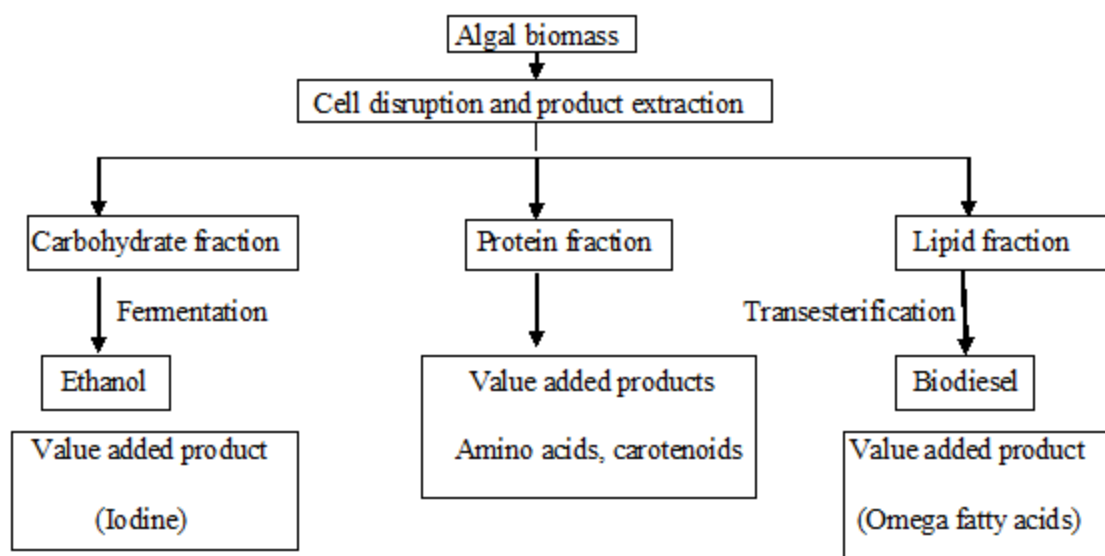 Algal biomass
Cell disruption and product extraction
Carbohydrate fraction
Protein fraction
Lipid fraction
Fermentation
Transesterification
Ethanol
Value added products
Amino acids, carotenoids
Biodiesel
Value added product
(Iodine)
Value added product
(Omega fatty acids)